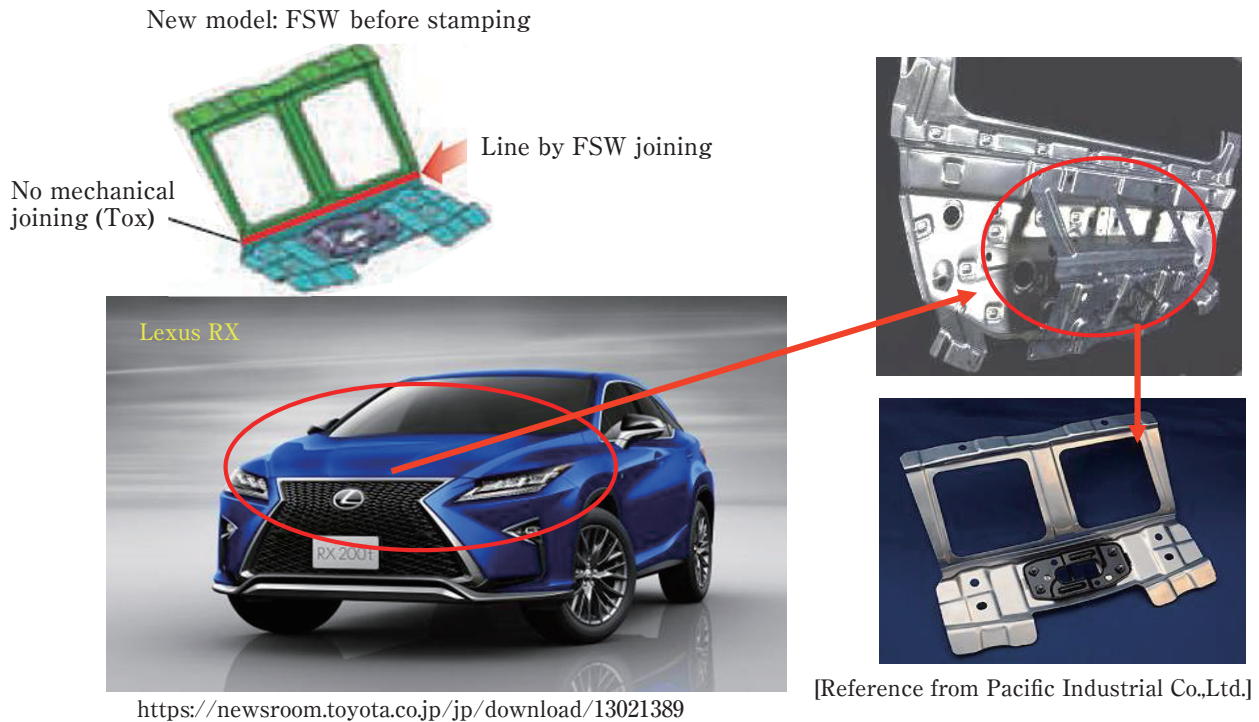 New model: FSW before stamping
Line by FSW joining
No mechanical
joining (Tox)
Lexus RX
RX 200t
https://newsroom.toyota.co.jp/jp/download/13021389
[Reference from Pacific Industrial Co.,Ltd.]